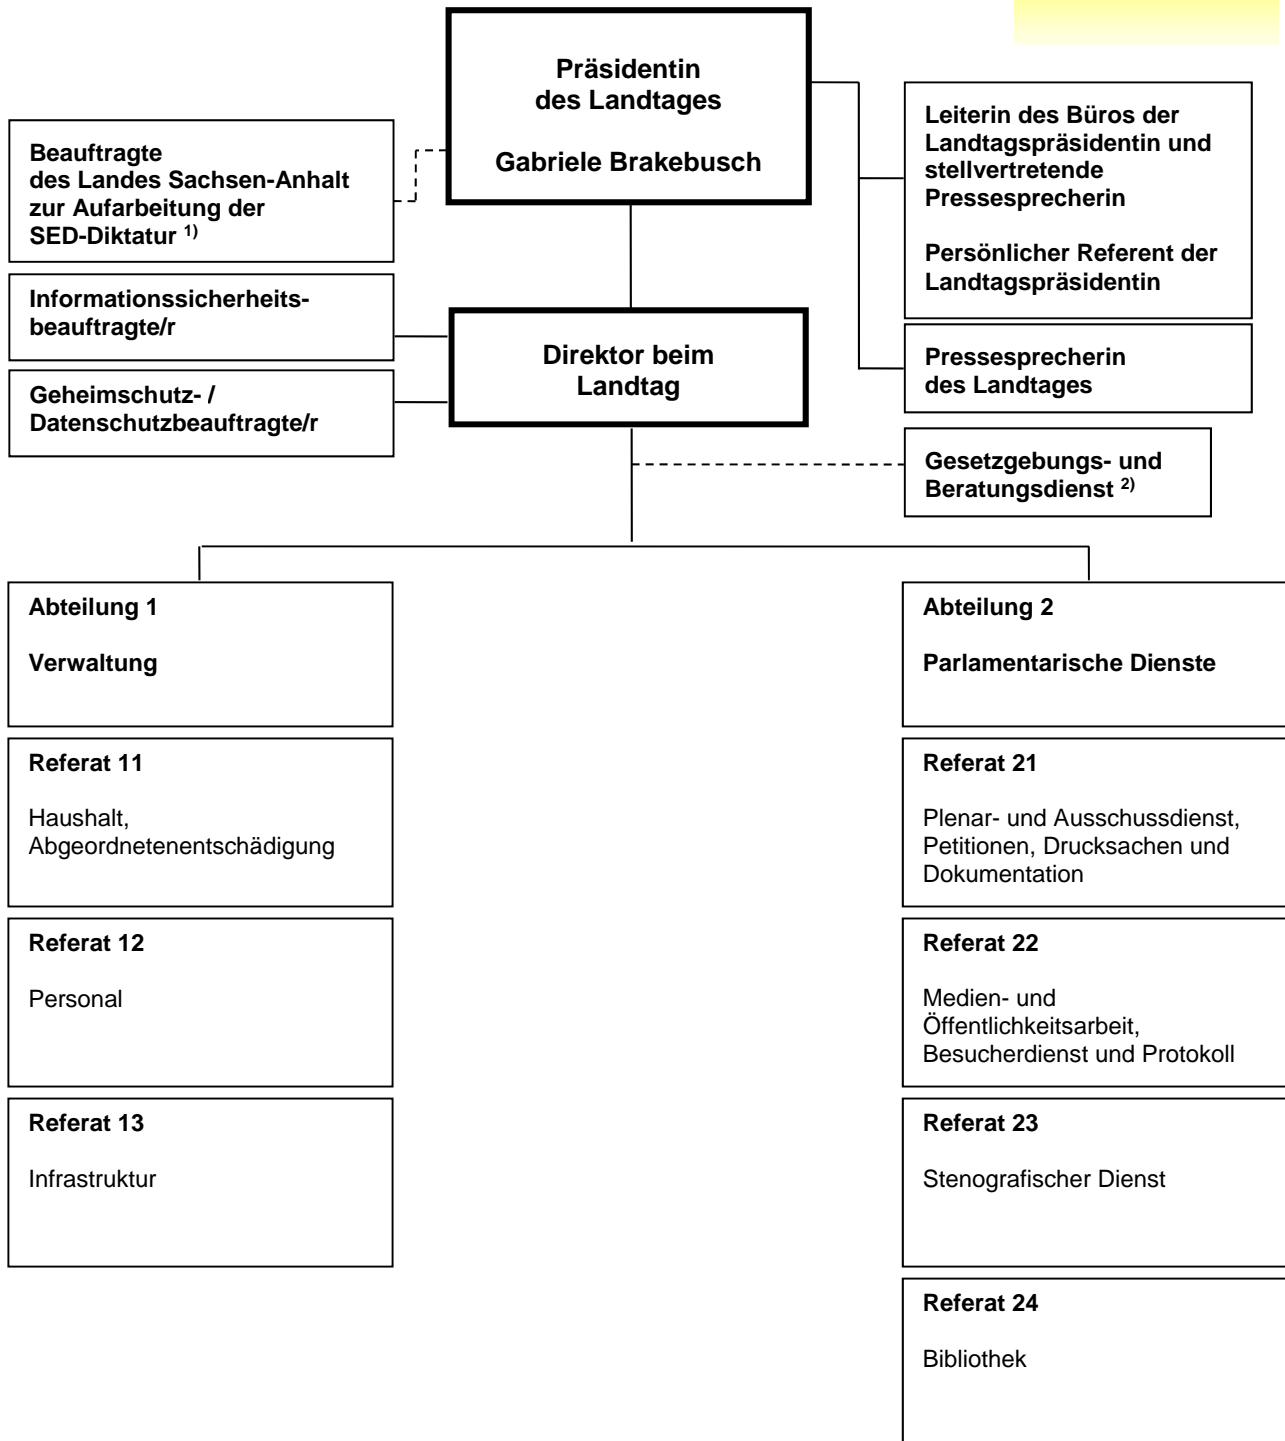 Präsidentin
des Landtages
Gabriele Brakebusch
Leiterin des Büros der
Landtagspräsidentin und
stellvertretende
Pressesprecherin
Persönlicher Referent der
Landtagspräsidentin
Beauftragte
des Landes Sachsen-Anhalt
zur Aufarbeitung der
SED-Diktatur 1)
Informationssicherheits-
beauftragte/r
Geheimschutz- /
Datenschutzbeauftragte/r
Direktor beim
Landtag
Pressesprecherin
des Landtages
Gesetzgebungs- und
Beratungsdienst 2)
Abteilung 1
Verwaltung
Referat 11
Haushalt,
Abgeordnetenentschädigung
Referat 12
Personal
Referat 13
Infrastruktur
Abteilung 2
Parlamentarische Dienste
Referat 21
Plenar- und Ausschussdienst,
Petitionen, Drucksachen und
Dokumentation
Referat 22
Medien- und
Öffentlichkeitsarbeit,
Besucherdienst und Protokoll
Referat 23
Stenografischer Dienst
Referat 24
Bibliothek